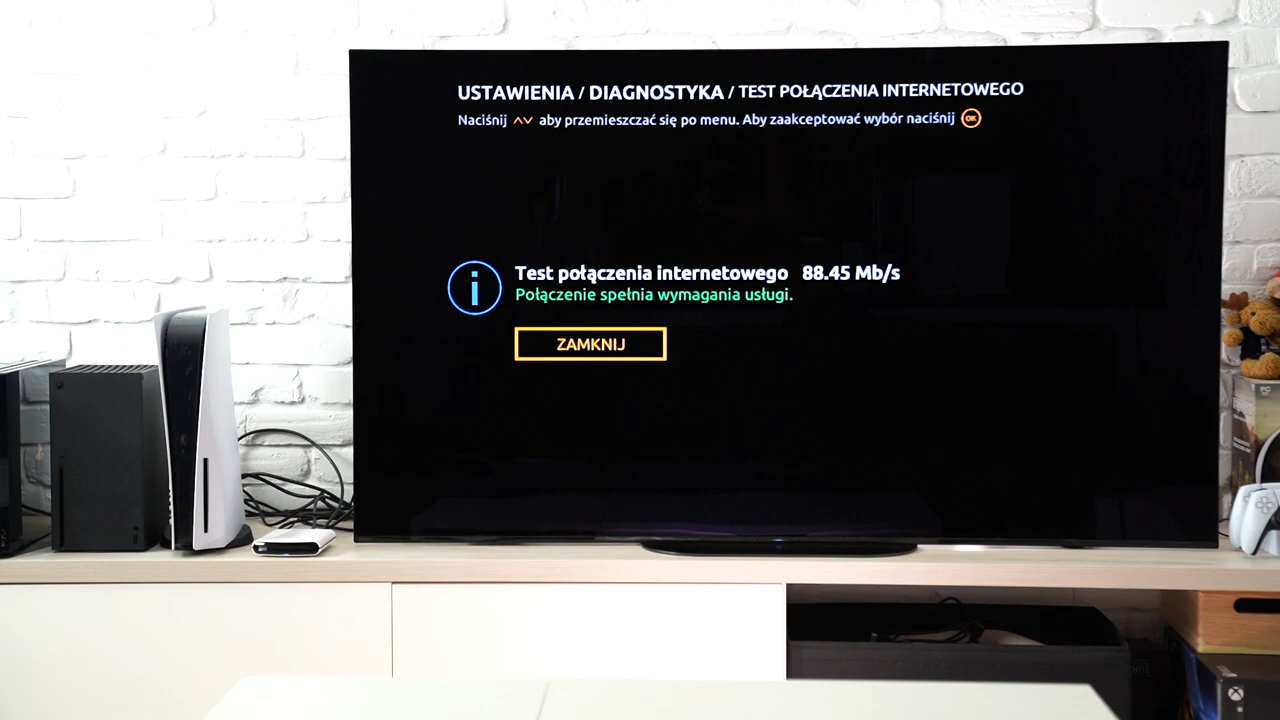 USTAWIENIA / DIAGNOSTYKA / TEST POŁĄCZENIA INTERNETOWEGO
Naciśnij aby przemieszczać się po menu. Aby zaakceptować wybór naciśnij OK
Test połączenia internetowego 88.45 Mb/s
Połączenie spełnia wymagania usługi.
ZAMKNIJ